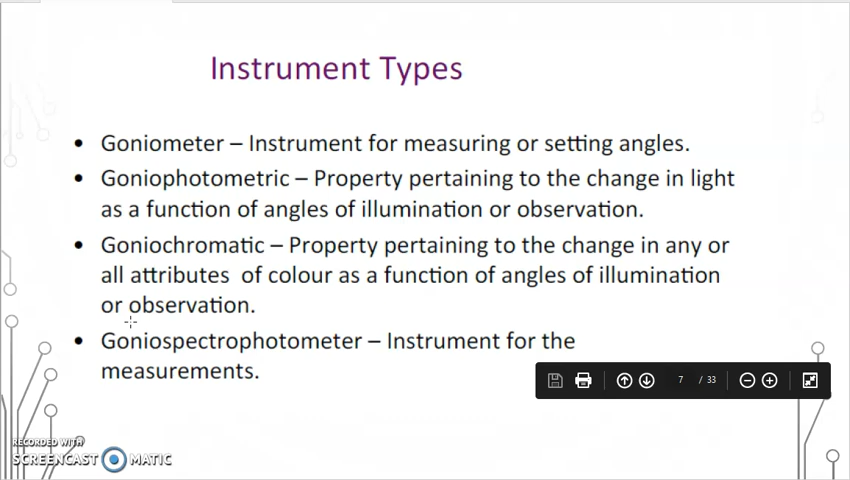 Instrument Types
• Goniometer – Instrument for measuring or setting angles.
• Goniophotometric – Property pertaining to the change in light
as a function of angles of illumination or observation.
• Goniochromatic – Property pertaining to the change in any or
all attributes of colour as a function of angles of illumination
or observation.
• Goniospectrophotometer – Instrument for the
measurements.
7 / 33
RECORDED WITH
SCREENCAST MATIC